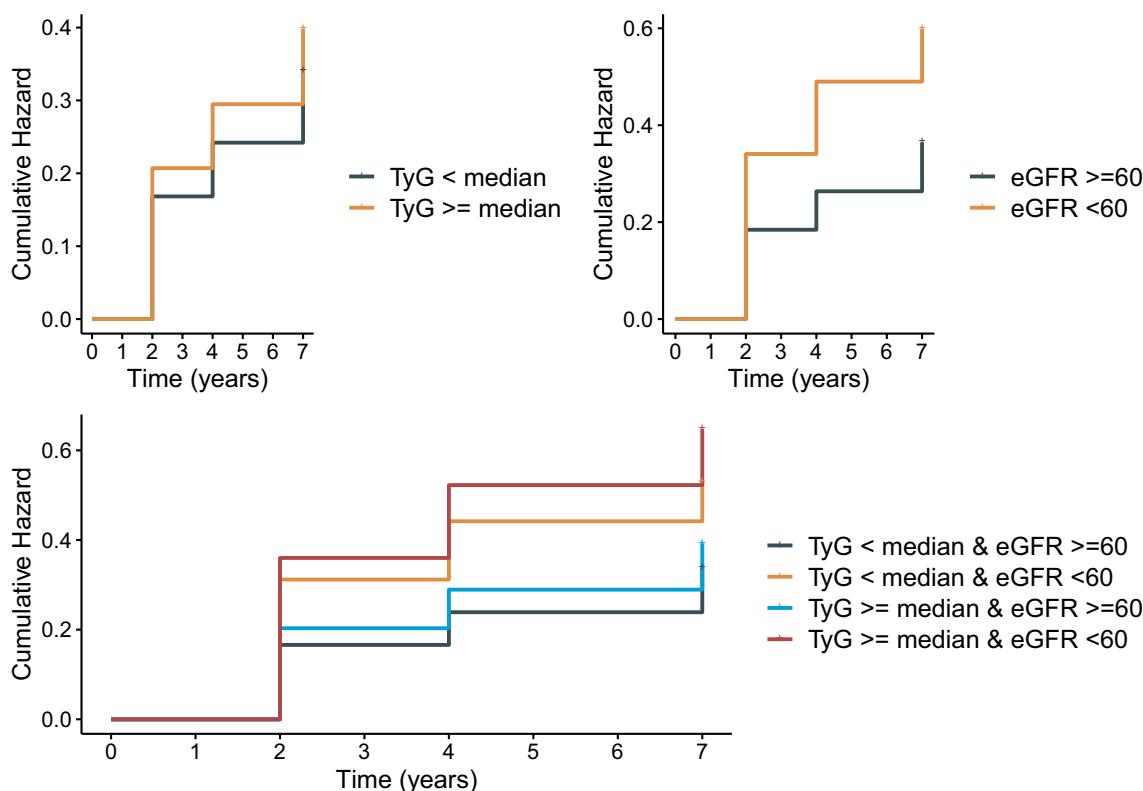 Cumulative Hazard
0.4
0.3
0.2
0.1
0.0
0 1 2 3 4 5 6 7
Time (years)
TyG < median
TyG >= median
Cumulative Hazard
0.6
0.4
0.2
0.0
0 1 2 3 4 5 6 7
Time (years)
eGFR >=60
eGFR <60
Cumulative Hazard
0.6
0.4
0.2
0.0
0 1 2 3 4 5 6 7
Time (years)
TyG < median & eGFR >=60
TyG < median & eGFR <60
TyG >= median & eGFR >=60
TyG >= median & eGFR <60